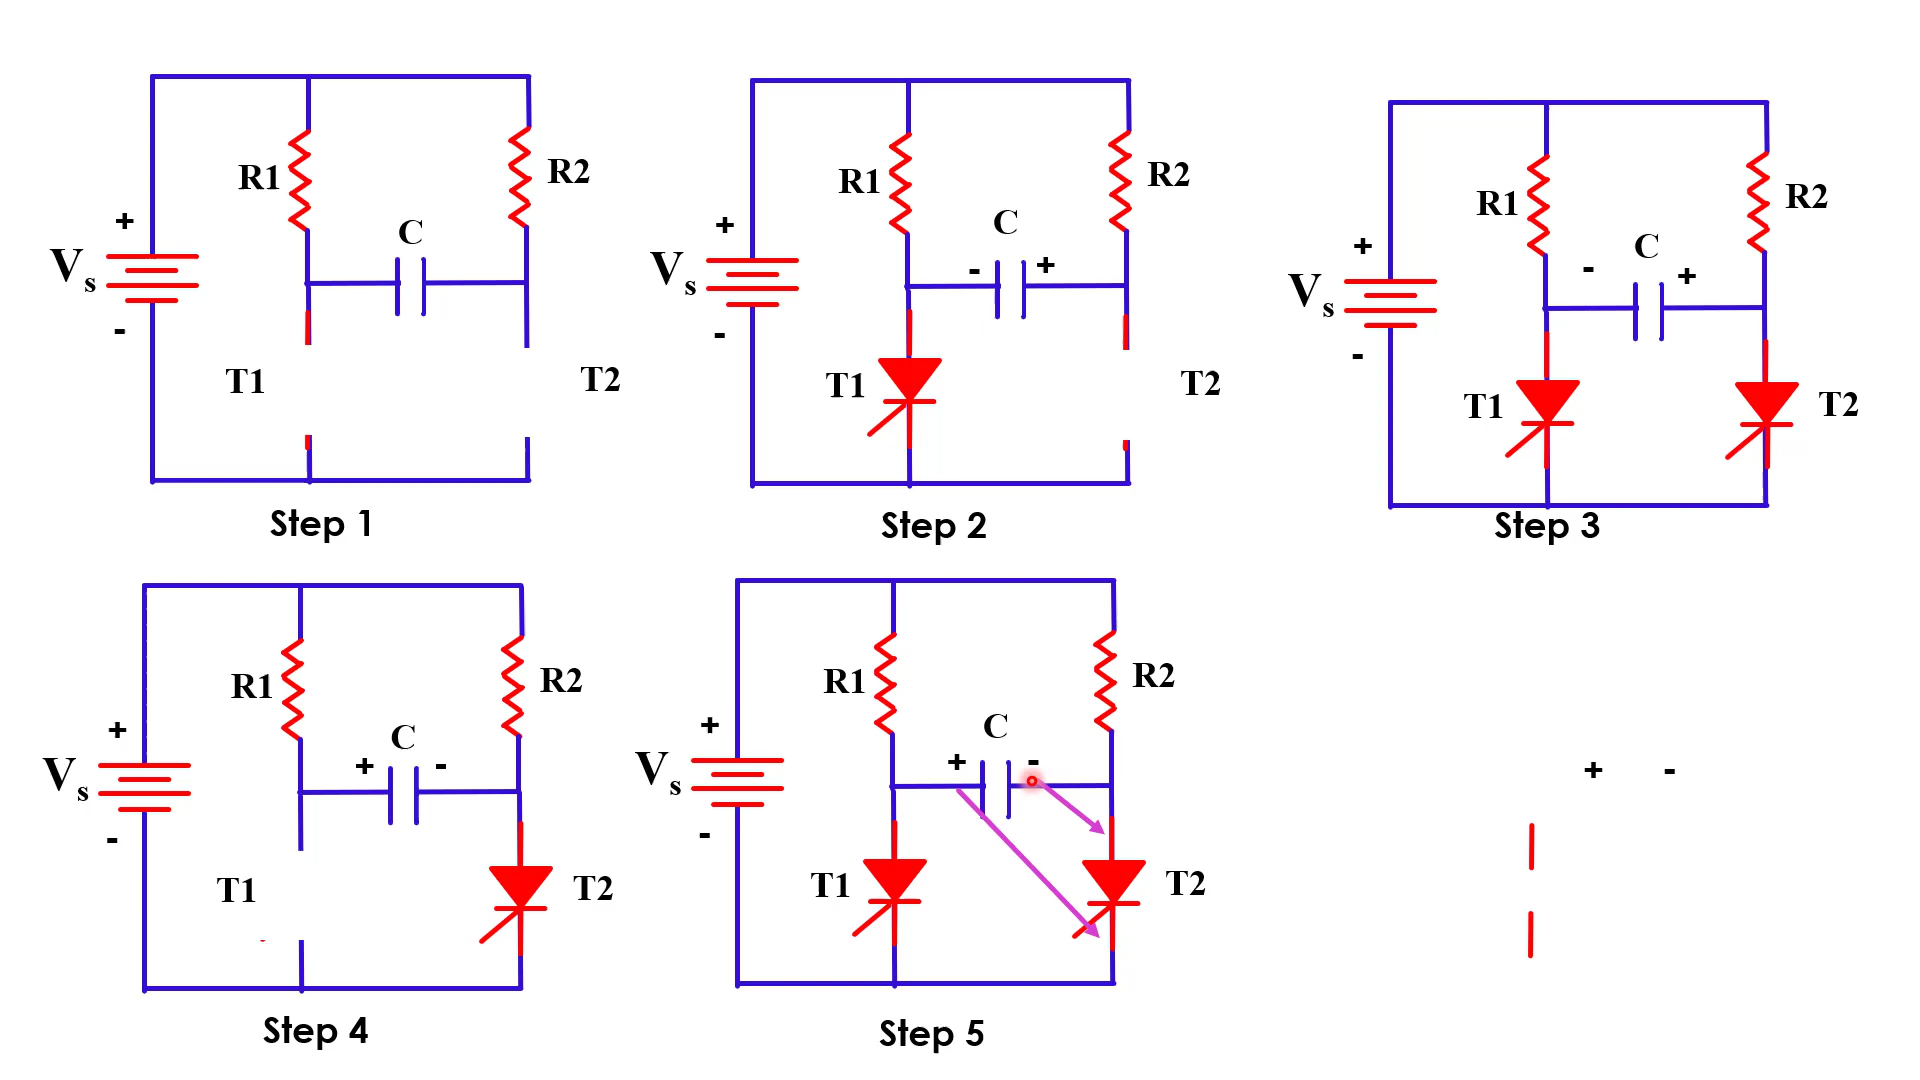 R1
R2
+
C
Vs
-
T1
T2
Step 1
R1
R2
+
C
- +
Vs
-
T1
T2
Step 2
R1
R2
+
C
- +
Vs
-
T1
T2
Step 3
R1
R2
+
C
+ -
Vs
-
T1
T2
Step 4
R1
R2
+
C
+ -
Vs
-
T1
T2
Step 5
+ -